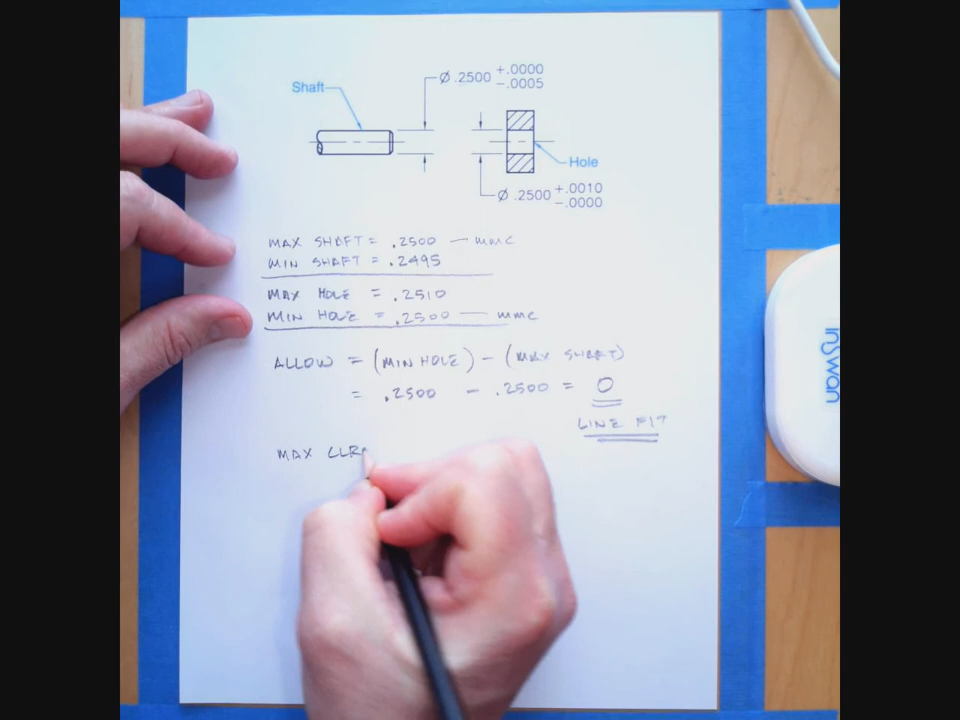 Ø .2500 +.0000
-.0005
Shaft
Hole
Ø .2500 +.0010
-.0000
MAX SHAFT = .2500 — MMC
MIN SHAFT = .2495
MAX HOLE = .2510
MIN HOLE = .2500 — MMC
ALLOW = (MIN HOLE) - (MAX SHAFT)
= .2500 - .2500 = 0
LINE FIT
MAX CLR
ingwan